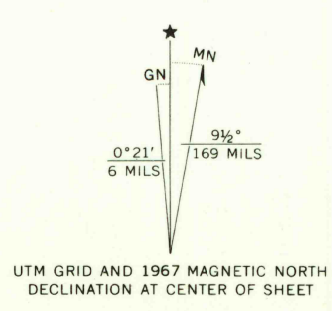 ★
MN
GN
0°21′
6 MILS
9½°
169 MILS
UTM GRID AND 1967 MAGNETIC NORTH
DECLINATION AT CENTER OF SHEET